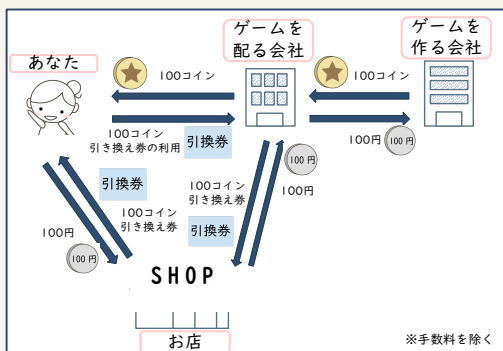 ゲームを
配る会社
ゲームを
作る会社
あなた
100コイン
100コイン
100コイン
引き換え券の利用
引換券
100円
100円
引換券
100コイン
引き換え券
100円
100円
100コイン
引き換え券
引換券
100円
100円
SHOP
お店
※手数料を除く